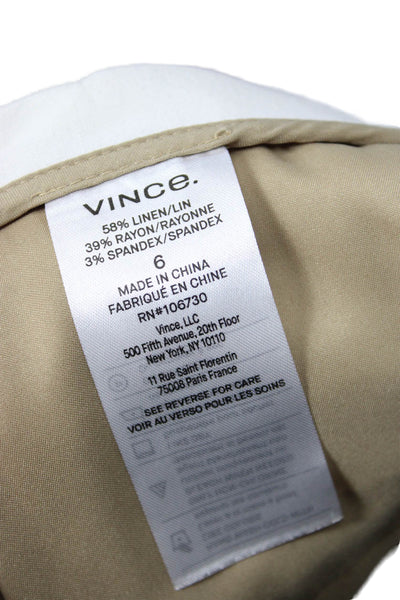 VINCE.
58% LINEN/LIN
39% RAYON/RAYONNE
3% SPANDEX/SPANDEX
6
MADE IN CHINA
FABRIQUÉ EN CHINE
RN#106730
Vince, LLC
500 Fifth Avenue, 20th Floor
New York, NY 10110
11 Rue Saint Florentin
75008 Paris France
SEE REVERSE FOR CARE
VOIR AU VERSO POUR LES SOINS